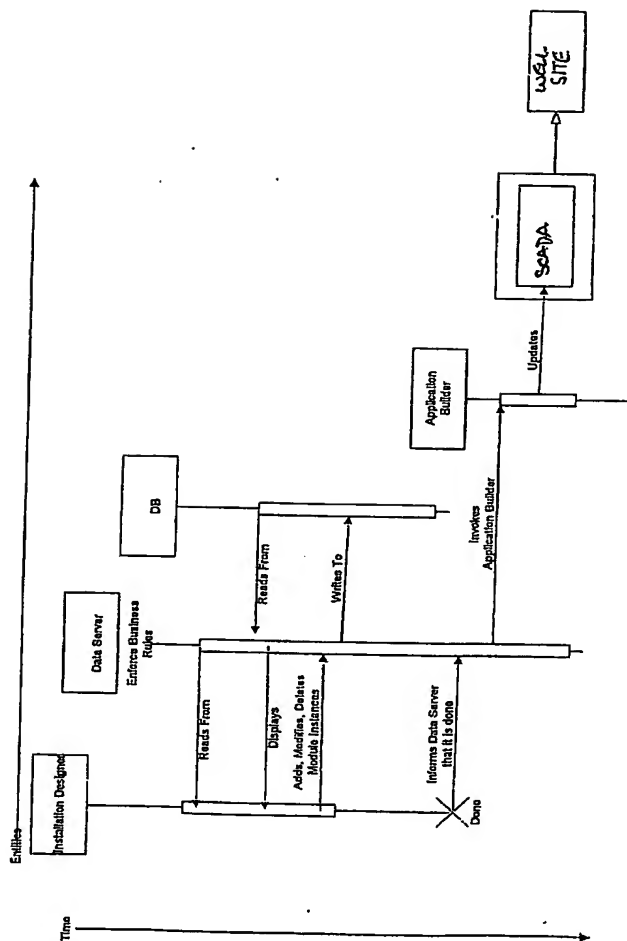 Entities
Time
Installation Designer
Data Server
Enforce Business
Rules
DB
Application
Builder
SCADA
WELL
SITE
Reads From
Displays
Adds, Modifies, Deletes
Module Instances
Reads From
Writes To
Informs Data Server
that it is done
Done
Invokes
Application Builder
Updates